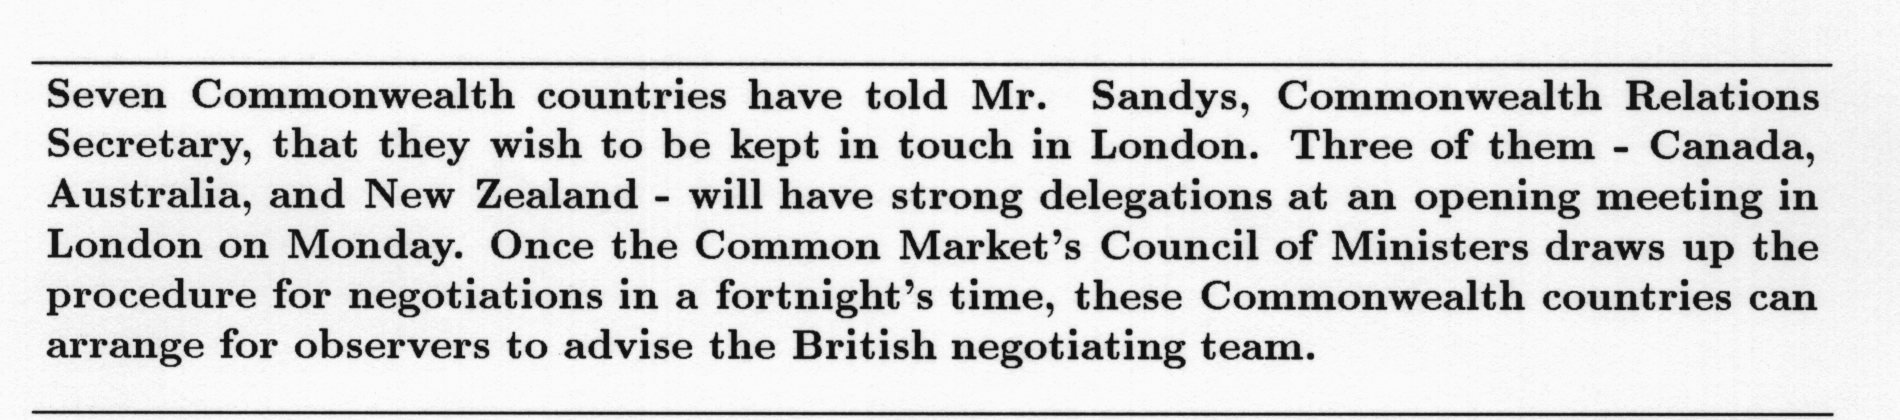 Seven Commonwealth countries have told Mr. Sandys, Commonwealth Relations
Secretary, that they wish to be kept in touch in London. Three of them - Canada,
Australia, and New Zealand - will have strong delegations at an opening meeting in
London on Monday. Once the Common Market's Council of Ministers draws up the
procedure for negotiations in a fortnight's time, these Commonwealth countries can
arrange for observers to advise the British negotiating team.